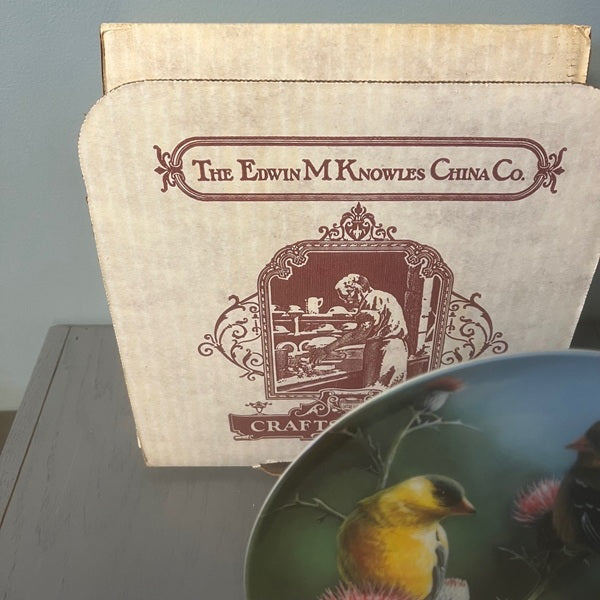 The Edwin M Knowles China Co.